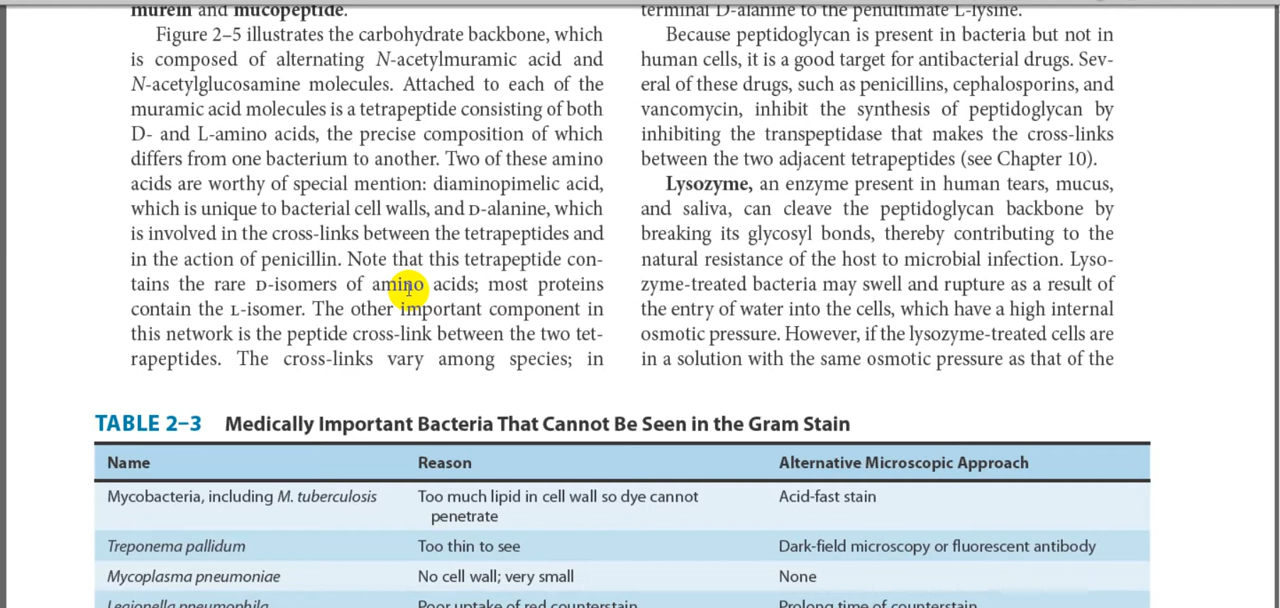 murein and mucopeptide.
Figure 2–5 illustrates the carbohydrate backbone, which
is composed of alternating N-acetylmuramic acid and
N-acetylglucosamine molecules. Attached to each of the
muramic acid molecules is a tetrapeptide consisting of both
D- and L-amino acids, the precise composition of which
differs from one bacterium to another. Two of these amino
acids are worthy of special mention: diaminopimelic acid,
which is unique to bacterial cell walls, and D-alanine, which
is involved in the cross-links between the tetrapeptides and
in the action of penicillin. Note that this tetrapeptide con-
tains the rare D-isomers of amino acids; most proteins
contain the L-isomer. The other important component in
this network is the peptide cross-link between the two tet-
rapeptides. The cross-links vary among species; in
terminal D-alanine to the penultimate L-lysine.
Because peptidoglycan is present in bacteria but not in
human cells, it is a good target for antibacterial drugs. Sev-
eral of these drugs, such as penicillins, cephalosporins, and
vancomycin, inhibit the synthesis of peptidoglycan by
inhibiting the transpeptidase that makes the cross-links
between the two adjacent tetrapeptides (see Chapter 10).
Lysozyme, an enzyme present in human tears, mucus,
and saliva, can cleave the peptidoglycan backbone by
breaking its glycosyl bonds, thereby contributing to the
natural resistance of the host to microbial infection. Lyso-
zyme-treated bacteria may swell and rupture as a result of
the entry of water into the cells, which have a high internal
osmotic pressure. However, if the lysozyme-treated cells are
in a solution with the same osmotic pressure as that of the
TABLE 2–3 Medically Important Bacteria That Cannot Be Seen in the Gram Stain
Name Reason Alternative Microscopic Approach
Mycobacteria, including M. tuberculosis Too much lipid in cell wall so dye cannot Acid-fast stain
penetrate
Treponema pallidum Too thin to see Dark-field microscopy or fluorescent antibody
Mycoplasma pneumoniae No cell wall; very small None
Legionella pneumophila Poor uptake of red counterstain Prolong time of counterstain